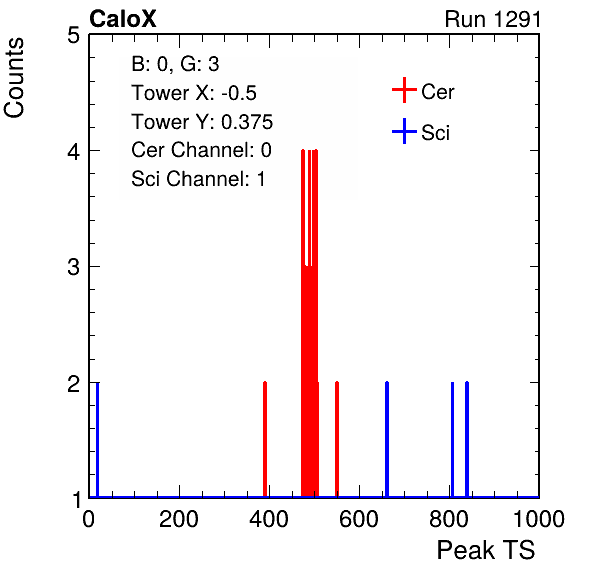 CaloX Run 1291
Counts
B: 0, G: 3
Tower X: -0.5
Tower Y: 0.375
Cer Channel: 0
Sci Channel: 1
Cer
Sci
5
4
3
2
1
0 200 400 600 800 1000
Peak TS